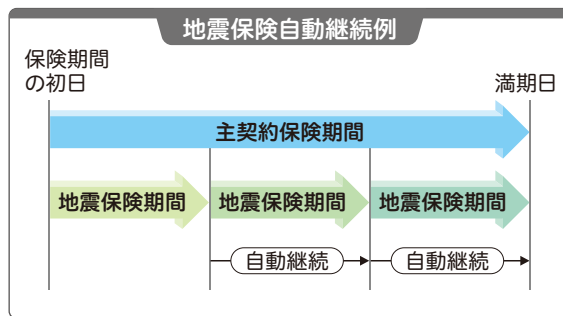 地震保険自動継続例
保険期間
の初日
満期日
主契約保険期間
地震保険期間
地震保険期間
地震保険期間
自動継続
自動継続